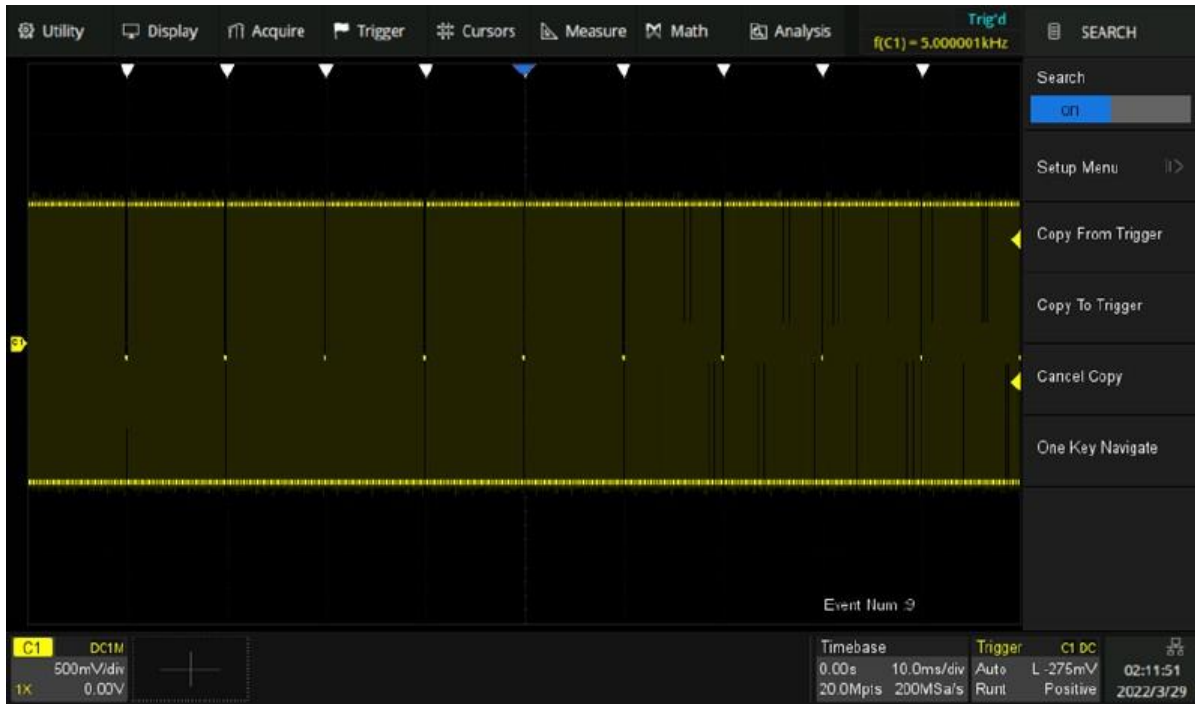 Utility Display Acquire Trigger Cursors Measure Math Analysis
Trig'd
f(C1) = 5.000001kHz
SEARCH
Search
on
Setup Menu
Copy From Trigger
Copy To Trigger
Cancel Copy
One Key Navigate
C1
Event Num :9
C1 DC1M
500mV/div
1X 0.00V
Timebase
0.00s 10.0ms/div
20.0Mpts 200MSa/s
Trigger C1 DC
Auto L -275mV
Runt Positive
02:11:51
2022/3/29